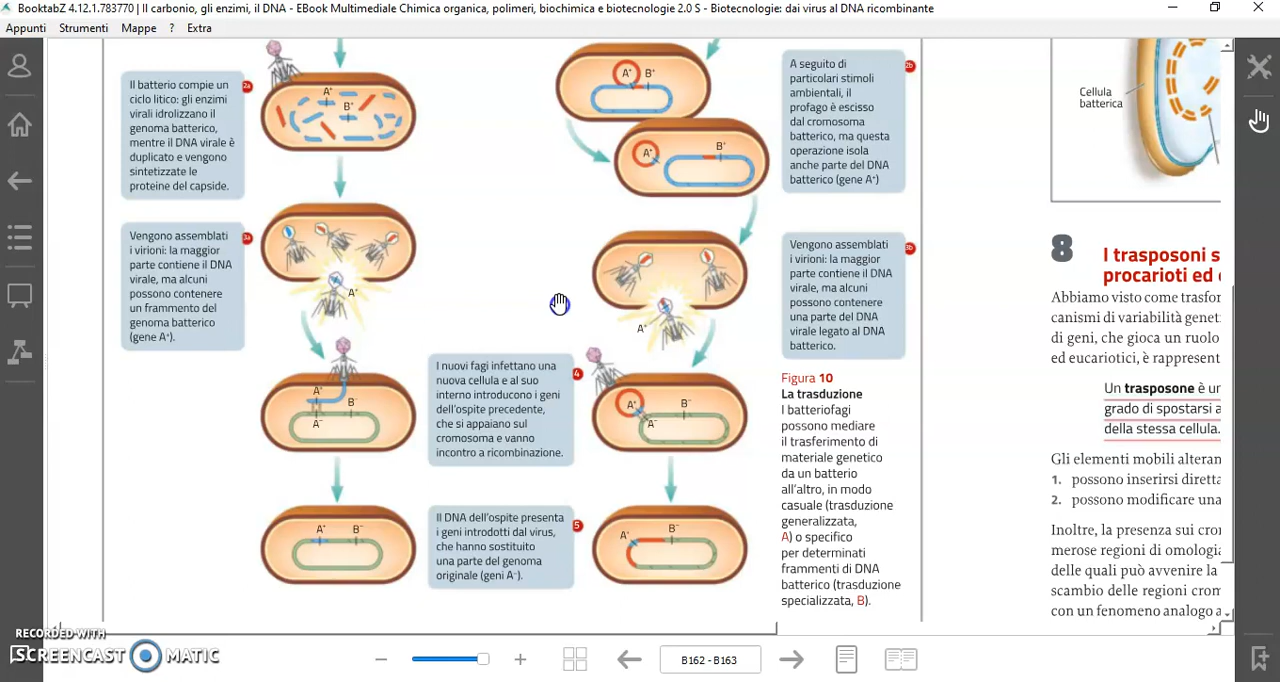 BooktabZ 4.12.1.783770 | Il carbonio, gli enzimi, il DNA - EBook Multimediale Chimica organica, polimeri, biochimica e biotecnologie 2.0 S - Biotecnologie: dai virus al DNA ricombinante
Appunti Strumenti Mappe ? Extra
Il batterio compie un
ciclo litico: gli enzimi
virali idrolizzano il
genoma batterico,
mentre il DNA virale è
duplicato e vengono
sintetizzate le
proteine del capside.
2a
A+
B+
Vengono assemblati
i virioni: la maggior
parte contiene il DNA
virale, ma alcuni
possono contenere
un frammento del
genoma batterico
(gene A+).
3a
A+
A+
B-
A-
A+
B-
I nuovi fagi infettano una
nuova cellula e al suo
interno introducono i geni
dell'ospite precedente,
che si appaiano sul
cromosoma e vanno
incontro a ricombinazione.
4
Il DNA dell'ospite presenta
i geni introdotti dal virus,
che hanno sostituito
una parte del genoma
originale (geni A-).
5
A+
B+
A+
B+
A+
A+
B-
A-
A+
B-
A seguito di
particolari stimoli
ambientali, il
profago è escisso
dal cromosoma
batterico, ma questa
operazione isola
anche parte del DNA
batterico (gene A+)
2b
Vengono assemblati
i virioni: la maggior
parte contiene il DNA
virale, ma alcuni
possono contenere
una parte del DNA
virale legato al DNA
batterico.
3b
Figura 10
La trasduzione
I batteriofagi
possono mediare
il trasferimento di
materiale genetico
da un batterio
all'altro, in modo
casuale (trasduzione
generalizzata,
A) o specifico
per determinati
frammenti di DNA
batterico (trasduzione
specializzata, B).
Cellula
batterica
8
I trasposoni s
procarioti ed
Abbiamo visto come trasfor
canismi di variabilità genet
di geni, che gioca un ruolo
ed eucariotici, è rappresent
Un trasposone è un
grado di spostarsi a
della stessa cellula.
Gli elementi mobili alteran
1. possono inserirsi diretta
2. possono modificare una
Inoltre, la presenza sui cron
merose regioni di omologia
delle quali può avvenire la
scambio delle regioni crom
con un fenomeno analogo a
RECORDED WITH
SCREENCAST MATIC
B162 - B163